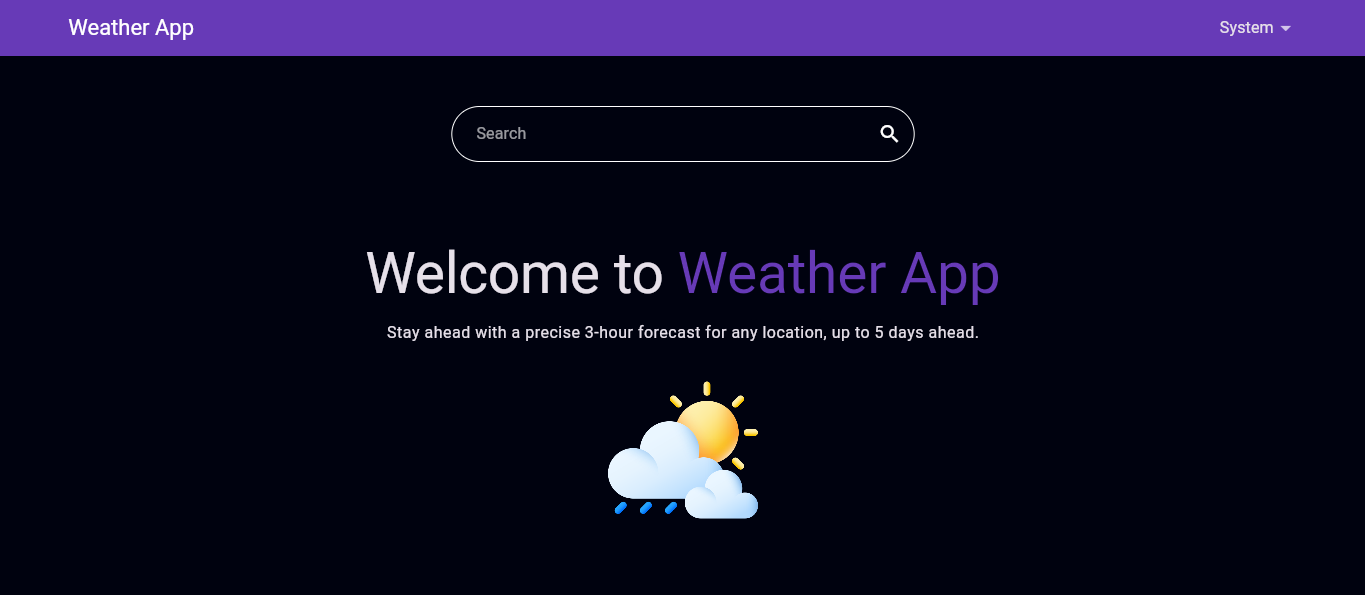 Weather App
System
Search
Welcome to Weather App
Stay ahead with a precise 3-hour forecast for any location, up to 5 days ahead.